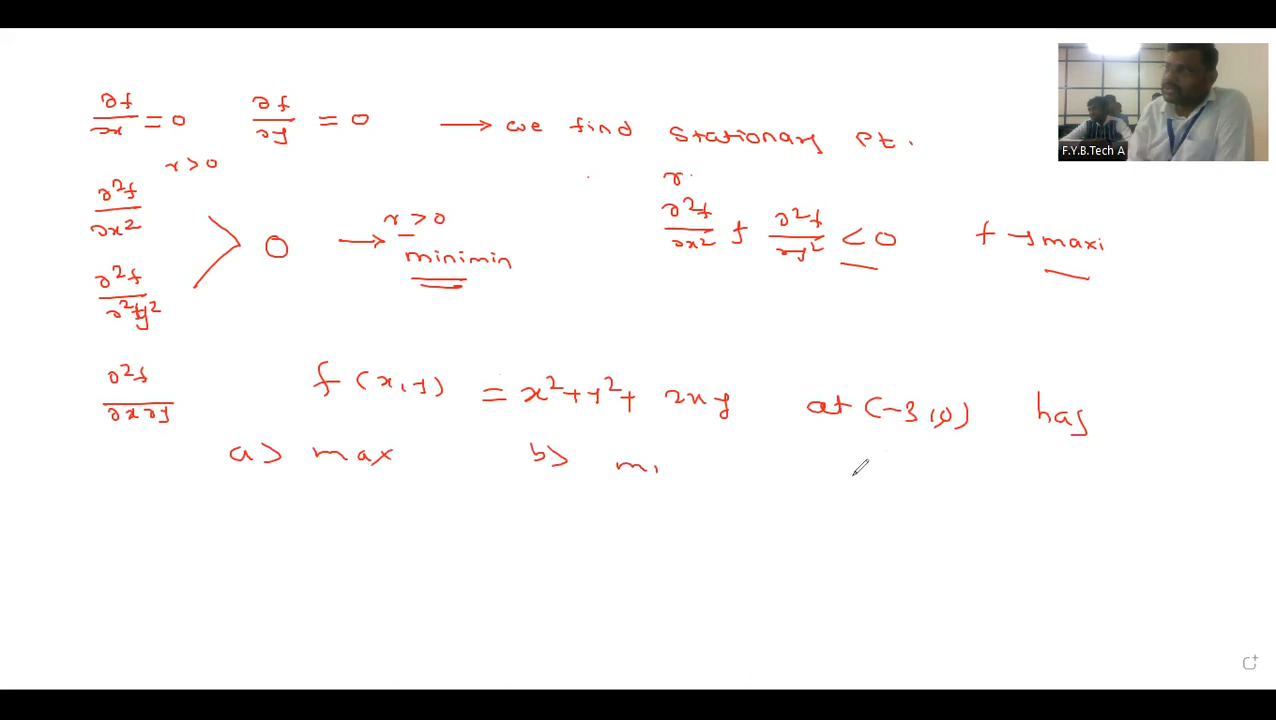 ∂f/∂x = 0 ∂f/∂y = 0 → we find stationary pt.
r > 0
∂²f/∂x² > 0 → r > 0 minimin
r
∂²f/∂x² f ∂²f/∂y² < 0 f → maxi
∂²f/∂²y²
∂²f/∂x∂y
f (x, y) = x² + y² + 2xy at (-3, 0) has
a> max b> mi
F.Y.B.Tech A